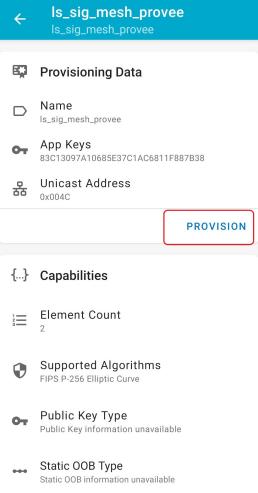 ls_sig_mesh_provee
ls_sig_mesh_provee
Provisioning Data
Name
ls_sig_mesh_provee
App Keys
83C13097A10685E37C1AC6811F887B38
Unicast Address
0x004C
PROVISION
{...} Capabilities
Element Count
2
Supported Algorithms
FIPS P-256 Elliptic Curve
Public Key Type
Public Key information unavailable
Static OOB Type
Static OOB information unavailable